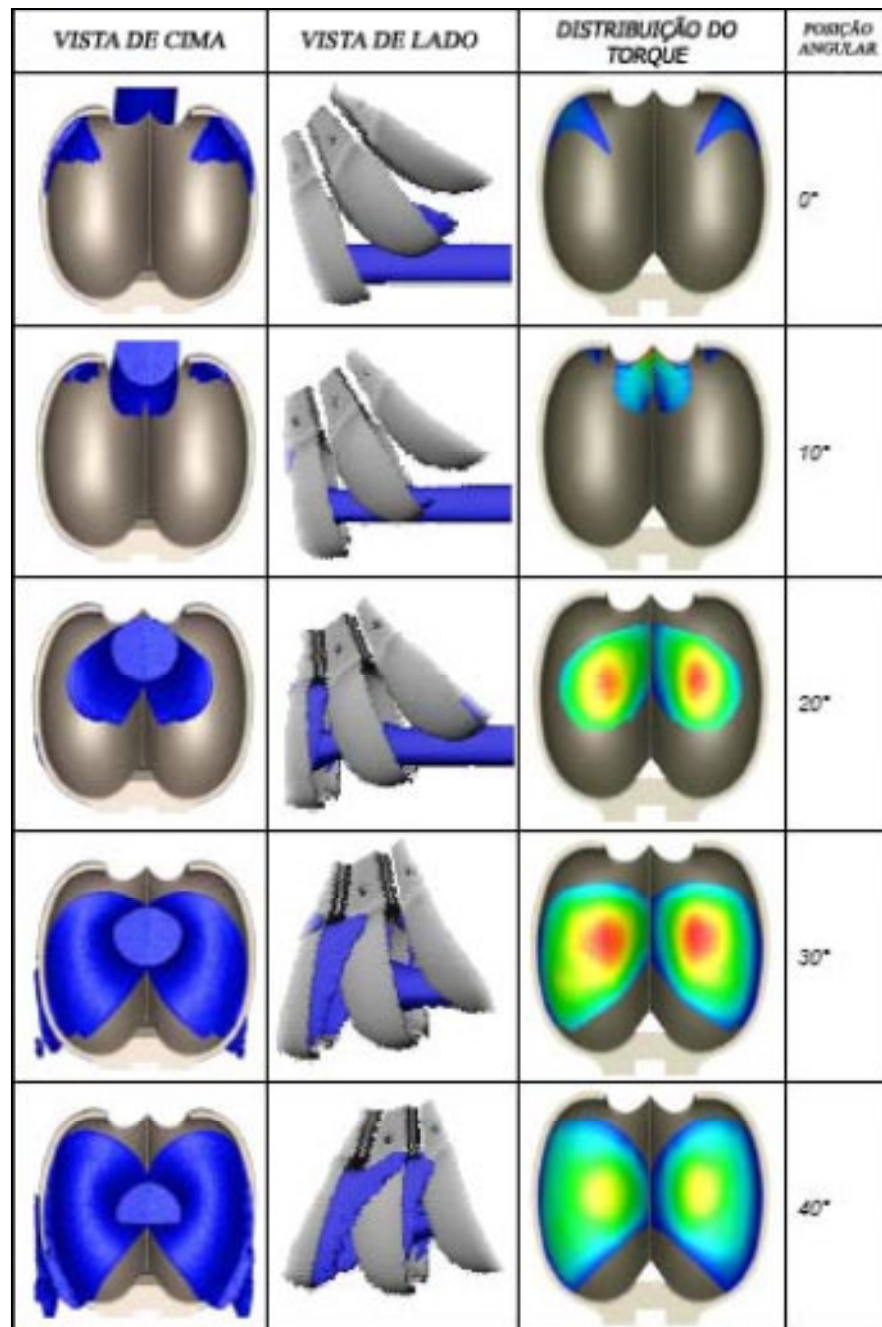 VISTA DE CIMA
VISTA DE LADO
DISTRIBUIÇÃO DO
TORQUE
POSIÇÃO
ANGULAR
0°
10°
20°
30°
40°